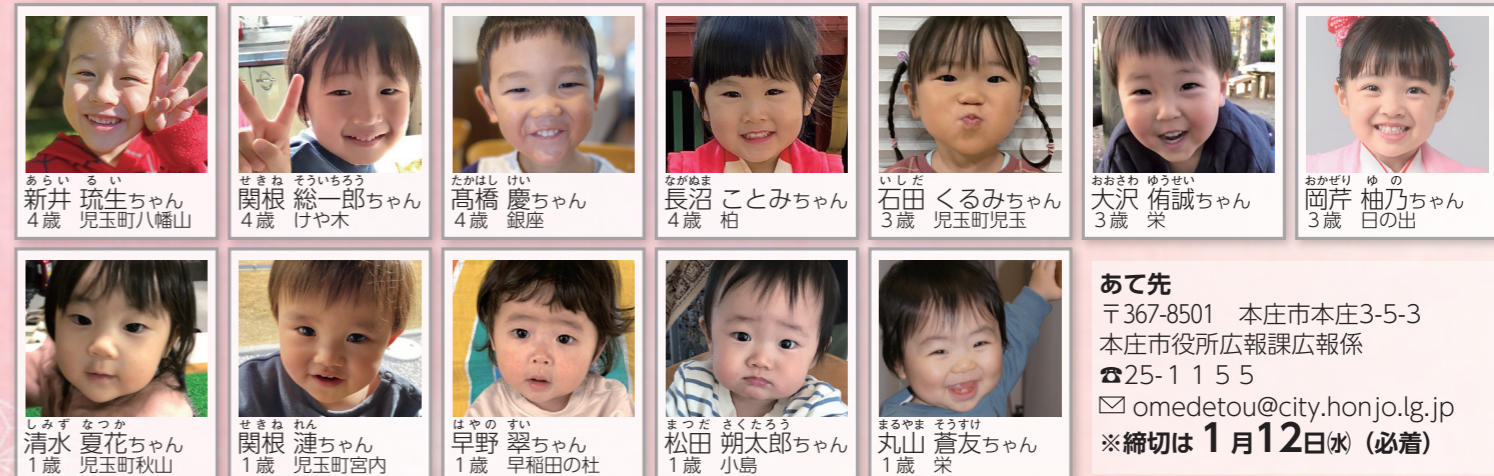 あらい るい
新井 琉生ちゃん
4歳 児玉町八幡山
せきね そういちろう
関根 総一郎ちゃん
4歳 けや木
たかはし けい
髙橋 慶ちゃん
4歳 銀座
ながぬま
長沼 ことみちゃん
4歳 柏
いしだ
石田 くるみちゃん
3歳 児玉町児玉
おおさわ ゆうせい
大沢 侑誠ちゃん
3歳 栄
おかぜり ゆの
岡芹 柚乃ちゃん
3歳 日の出
しみず なつか
清水 夏花ちゃん
1歳 児玉町秋山
せきね れん
関根 漣ちゃん
1歳 児玉町宮内
はやの すい
早野 翠ちゃん
1歳 早稲田の杜
まつだ さくたろう
松田 朔太郎ちゃん
1歳 小島
まるやま そうすけ
丸山 蒼友ちゃん
1歳 栄
あて先
〒367-8501 本庄市本庄3-5-3
本庄市役所広報課広報係
☎25-1155
✉ omedetou@city.honjo.lg.jp
※締切は1月12日㈬(必着)